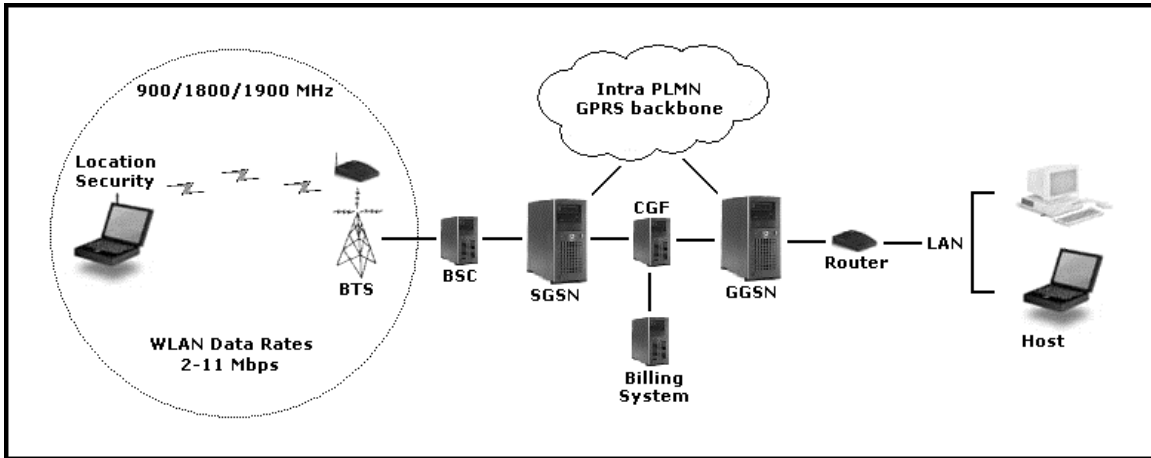 900/1800/1900 MHz
Location
Security
BTS
WLAN Data Rates
2-11 Mbps
BSC
SGSN
Intra PLMN
GPRS backbone
CGF
Billing
System
GGSN
Router
LAN
Host